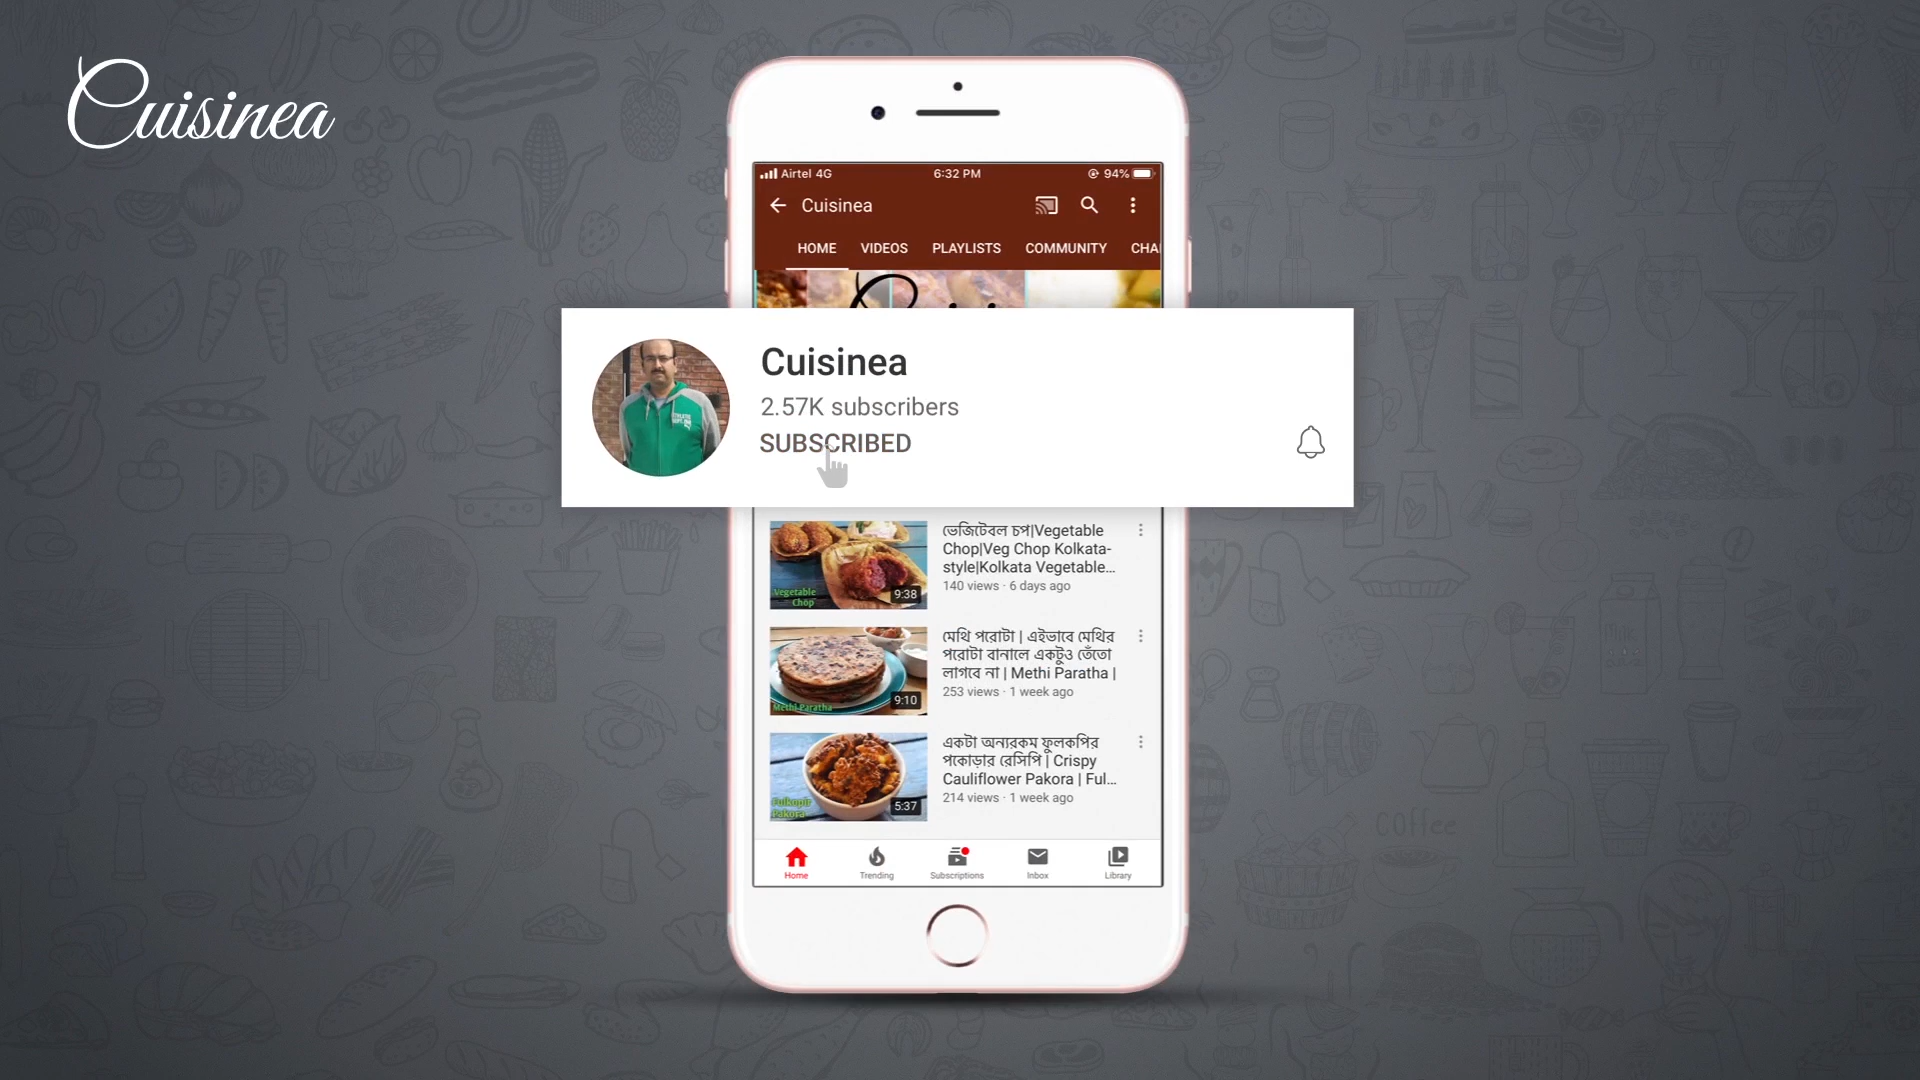 Cuisinea
Airtel 4G 6:32 PM 94%
Cuisinea
HOME VIDEOS PLAYLISTS COMMUNITY CHA
Cuisinea
2.57K subscribers
SUBSCRIBED
ভেজিটেবল চপ|Vegetable
Chop|Veg Chop Kolkata-
style|Kolkata Vegetable...
140 views · 6 days ago
Vegetable
Chop
9:38
মেথি পরোটা | এইভাবে মেথির
পরোটা বানালে একটুও তেঁতো
লাগবে না | Methi Paratha |
253 views · 1 week ago
Methi Paratha
9:10
একটা অন্যরকম ফুলকপির
পকোড়ার রেসিপি | Crispy
Cauliflower Pakora | Ful...
214 views · 1 week ago
Fulkopir
Pakora
5:37
Home Trending Subscriptions Inbox Library
COffee